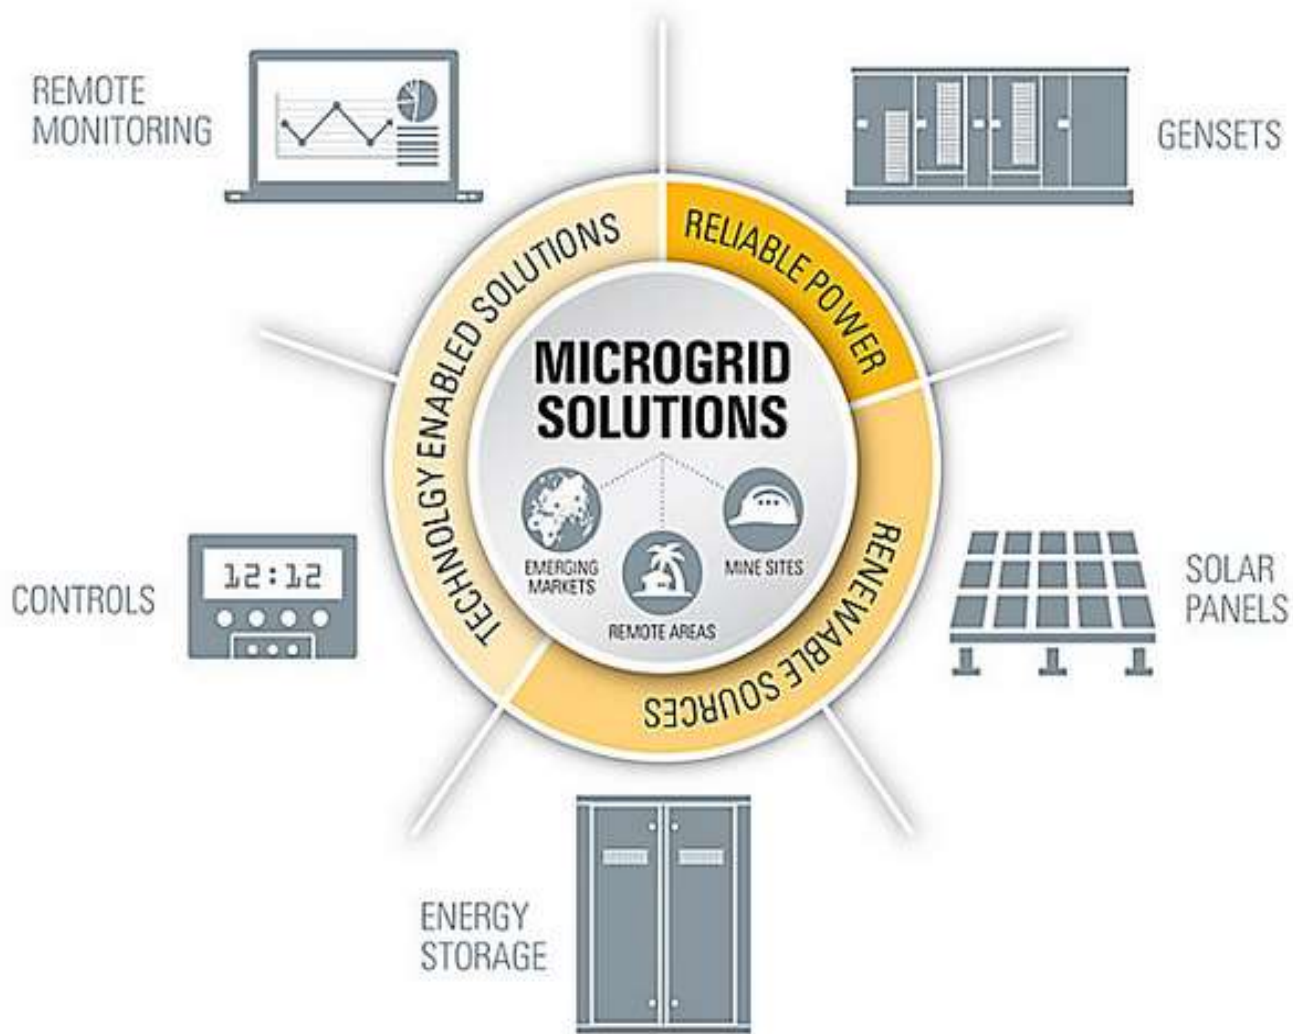 REMOTE
MONITORING
GENSETS
TECHNOLGY ENABLED SOLUTIONS
RELIABLE POWER
RENEWABLE SOURCES
MICROGRID
SOLUTIONS
EMERGING
MARKETS
REMOTE AREAS
MINE SITES
CONTROLS
12:12
SOLAR
PANELS
ENERGY
STORAGE